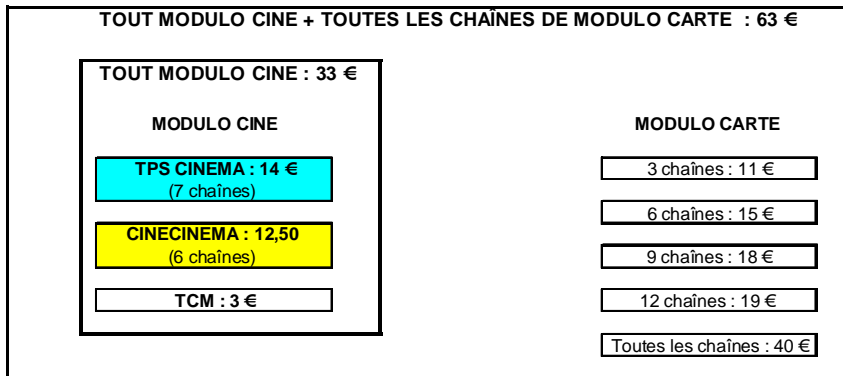 TOUT MODULO CINE + TOUTES LES CHAÎNES DE MODULO CARTE : 63 €
TOUT MODULO CINE : 33 €
MODULO CINE
TPS CINEMA : 14 €
(7 chaînes)
CINECINEMA : 12,50
(6 chaînes)
TCM : 3 €
MODULO CARTE
3 chaînes : 11 €
6 chaînes : 15 €
9 chaînes : 18 €
12 chaînes : 19 €
Toutes les chaînes : 40 €